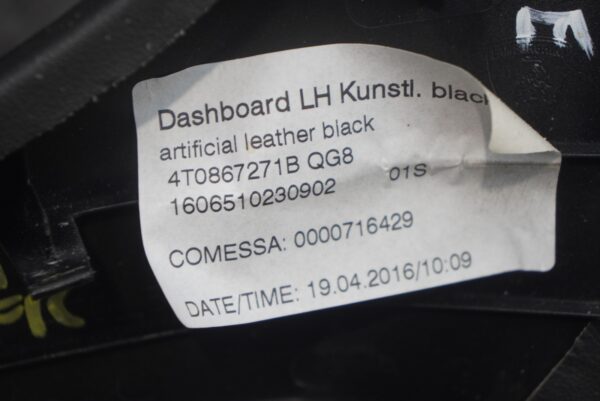 Dashboard LH Kunstl. black
artificial leather black
4T0867271B QG8
1606510230902 01S
COMESSA: 0000716429
DATE/TIME: 19.04.2016/10:09